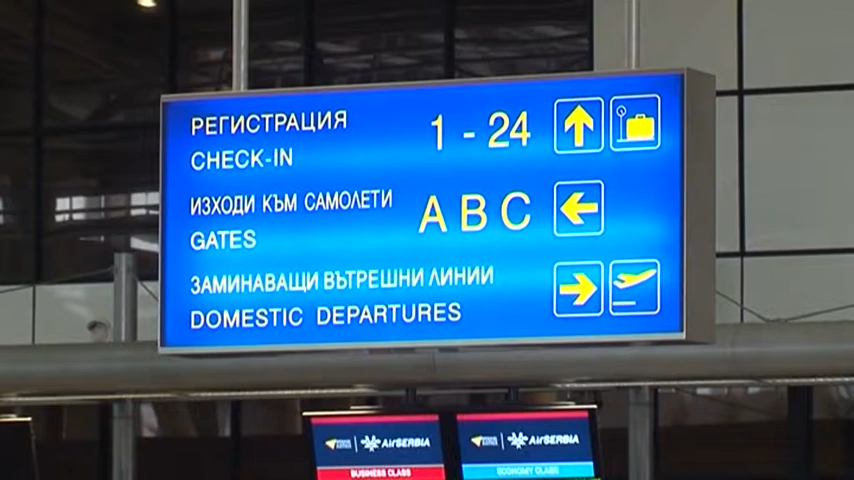 РЕГИСТРАЦИЯ
CHECK-IN
1 - 24
ИЗХОДИ КЪМ САМОЛЕТИ
GATES
A B C
ЗАМИНАВАЩИ ВЪТРЕШНИ ЛИНИИ
DOMESTIC DEPARTURES
AirSERBIA
BUSINESS CLASS
AirSERBIA
ECONOMY CLASS